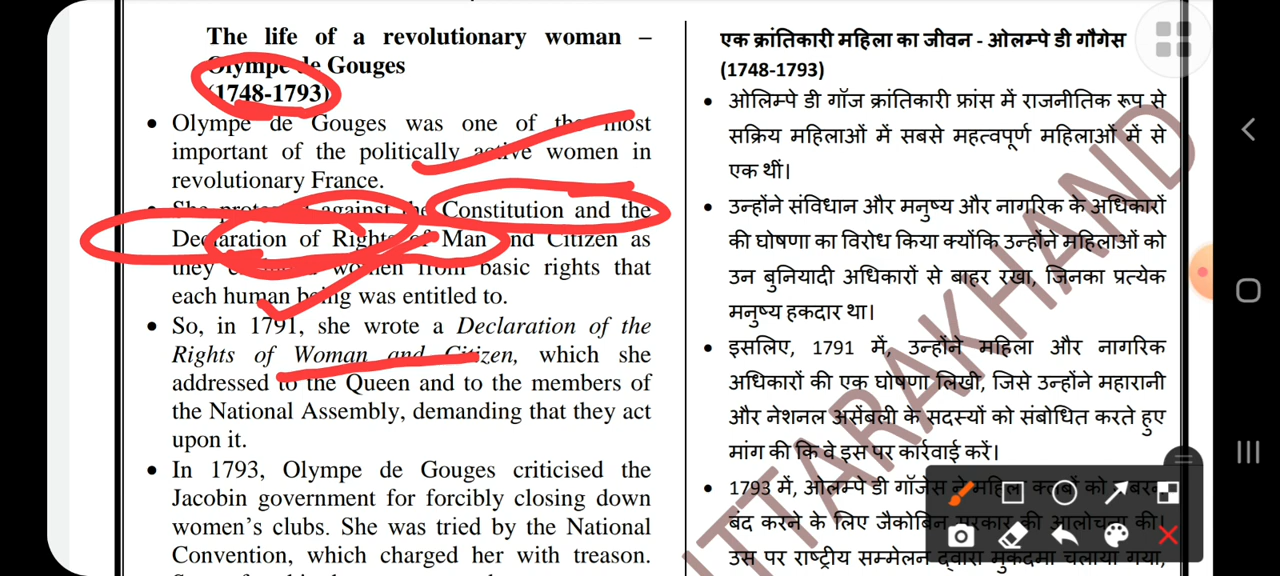 The life of a revolutionary woman –
Olympe de Gouges
(1748-1793)
• Olympe de Gouges was one of the most
important of the politically active women in
revolutionary France.
• She protested against the Constitution and the
Declaration of Rights of Man and Citizen as
they women from basic rights that
each human being was entitled to.
• So, in 1791, she wrote a Declaration of the
Rights of Woman and Citizen, which she
addressed to the Queen and to the members of
the National Assembly, demanding that they act
upon it.
• In 1793, Olympe de Gouges criticised the
Jacobin government for forcibly closing down
women's clubs. She was tried by the National
Convention, which charged her with treason.
एक क्रांतिकारी महिला का जीवन - ओलम्पे डी गौगेस
(1748-1793)
• ओलिम्पे डी गॉज क्रांतिकारी फ्रांस में राजनीतिक रूप से
सक्रिय महिलाओं में सबसे महत्वपूर्ण महिलाओं में से
एक थीं।
• उन्होंने संविधान और मनुष्य और नागरिक के अधिकारों
की घोषणा का विरोध किया क्योंकि उन्होंने महिलाओं को
उन बुनियादी अधिकारों से बाहर रखा, जिनका प्रत्येक
मनुष्य हकदार था।
• इसलिए, 1791 में, उन्होंने महिला और नागरिक
अधिकारों की एक घोषणा लिखी, जिसे उन्होंने महारानी
और नेशनल असेंबली के सदस्यों को संबोधित करते हुए
मांग की कि वे इस पर कार्रवाई करें।
• 1793 में, ओलम्पे डी गॉजेस ने महिला क्लबों को जबरन
बंद करने के लिए जैकोबिन सरकार की आलोचना की।
उस पर राष्ट्रीय सम्मेलन द्वारा मुकदमा चलाया गया,
UTTARAKHAND